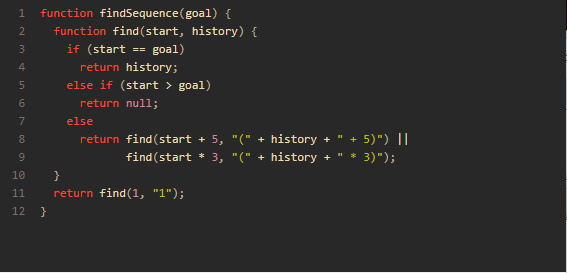 1 function findSequence(goal) {
2   function find(start, history) {
3     if (start == goal)
4       return history;
5     else if (start > goal)
6       return null;
7     else
8       return find(start + 5, "(" + history + " + 5)") ||
9              find(start * 3, "(" + history + " * 3)");
10   }
11   return find(1, "1");
12 }